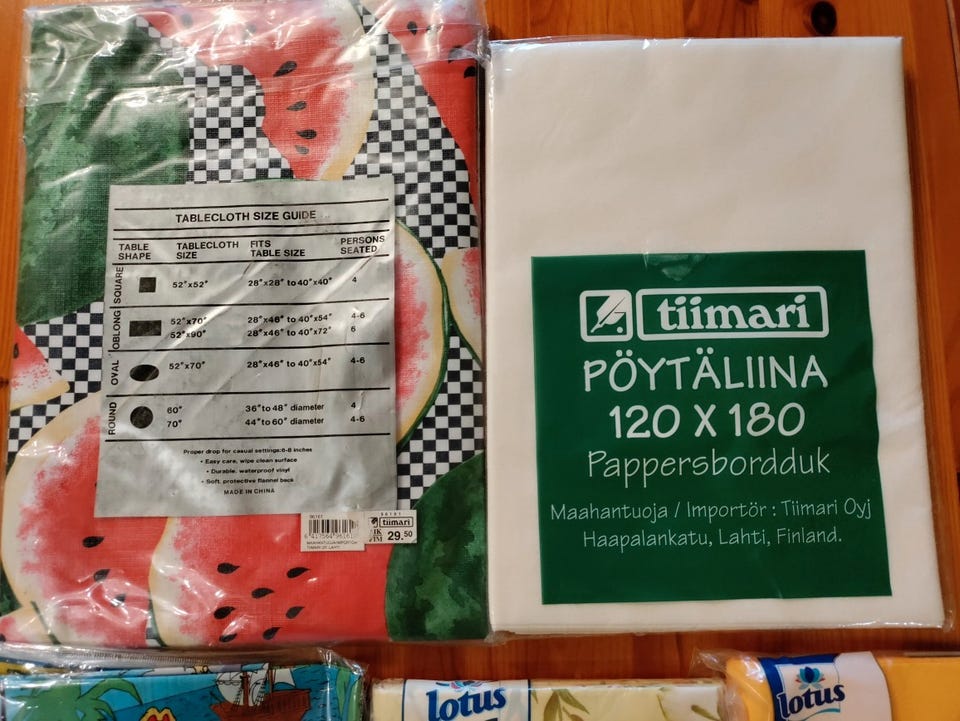 TABLECLOTH SIZE GUIDE
TABLE SHAPE TABLECLOTH SIZE FITS TABLE SIZE PERSONS SEATED
SQUARE 52"x52" 28"x28" to 40"x40" 4
OBLONG 52"x70" 28"x46" to 40"x54" 4-6
52"x90" 28"x46" to 40"x72" 6
OVAL 52"x70" 28"x46" to 40"x54" 4-6
ROUND 60" 36"to 48" diameter 4
70" 44"to 60" diameter 4-6
Proper drop for casual settings:6-8 inches
• Easy care, wipe clean surface
• Durable, waterproof vinyl
• Soft, protective flannel back
MADE IN CHINA
96161
tiimari
29.50
tiimari
PÖYTÄLIINA
120 X 180
Pappersbordduk
Maahantuoja / Importör : Tiimari Oyj
Haapalankatu, Lahti, Finland.
lotus
lotus